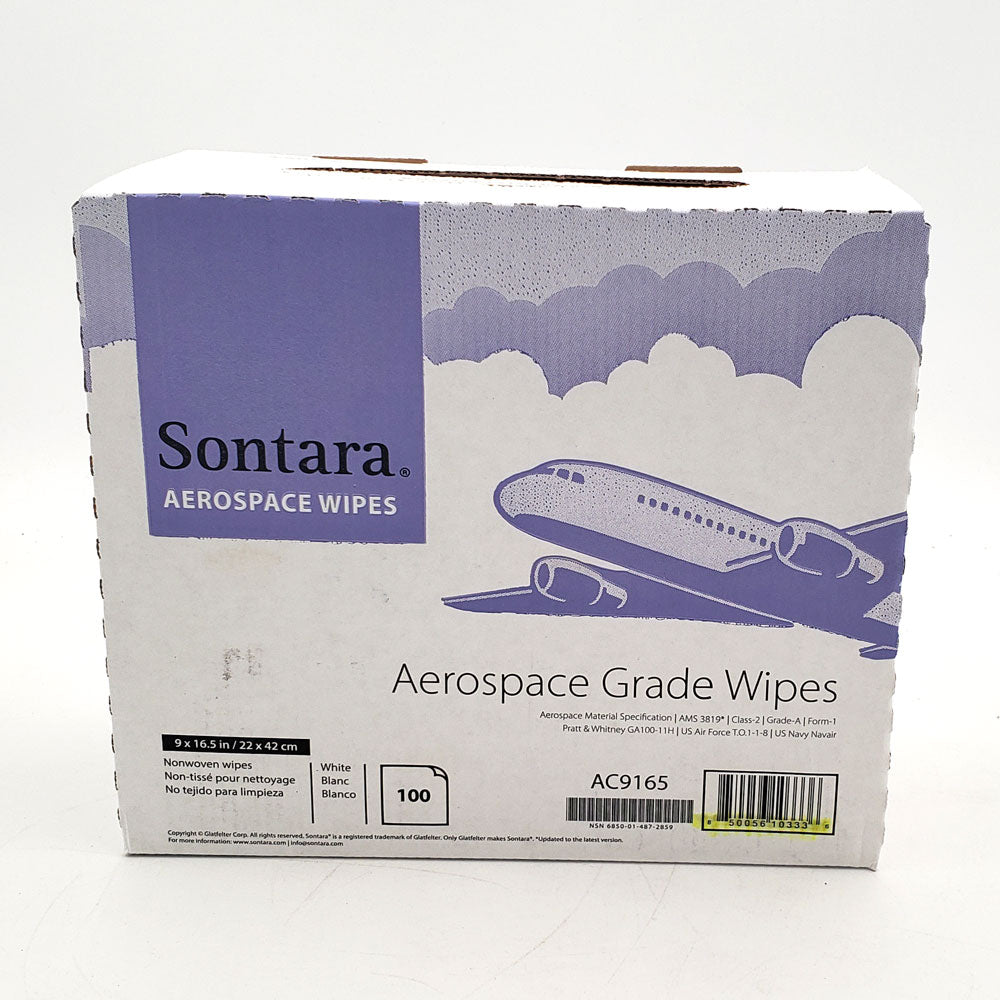 Sontara®
AEROSPACE WIPES
Aerospace Grade Wipes
Aerospace Material Specification | AMS 3819* | Class-2 | Grade-A | Form-1
Pratt & Whitney GA100-11H | US Air Force T.O.1-1-8 | US Navy Navair
9 x 16.5 in / 22 x 42 cm
Nonwoven wipes
Non-tissé pour nettoyage
No tejido para limpieza
White
Blanc
Blanco
100
AC9165
NSN 6850-01-487-2859
8 50056 10333 6
Copyright © Glatfelter Corp. All rights reserved, Sontara® is a registered trademark of Glatfelter. Only Glatfelter makes Sontara®. *Updated to the latest version.
For more information: www.sontara.com | info@sontara.com